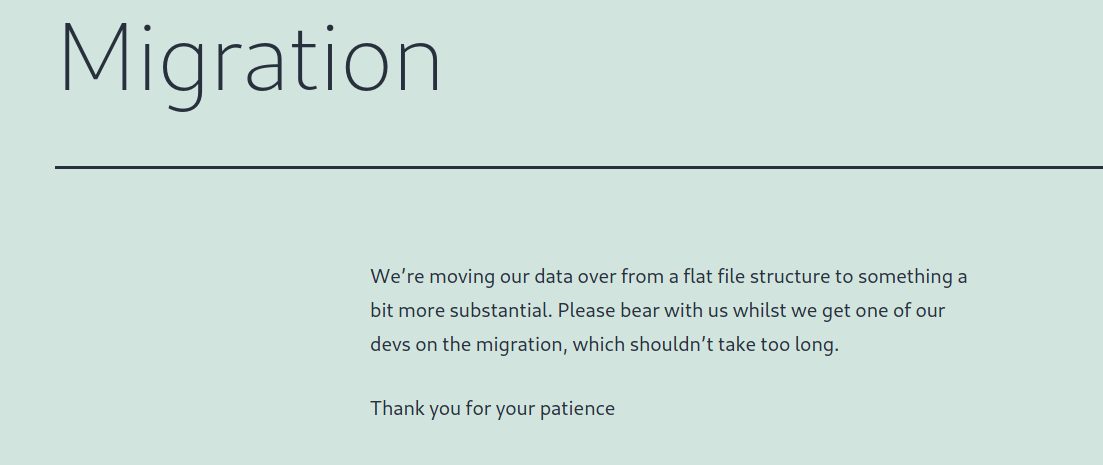 Migration
We’re moving our data over from a flat file structure to something a
bit more substantial. Please bear with us whilst we get one of our
devs on the migration, which shouldn’t take too long.
Thank you for your patience